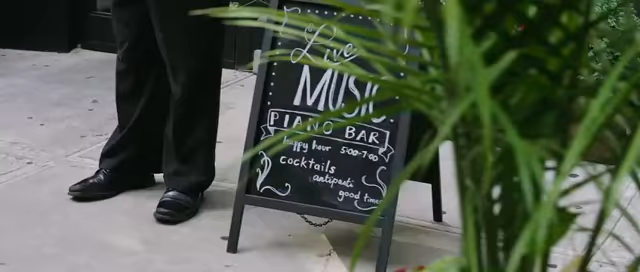 Live
MUSIC
PIANO BAR
happy hour 5:00-7:00
cocktails
antipasti
good times